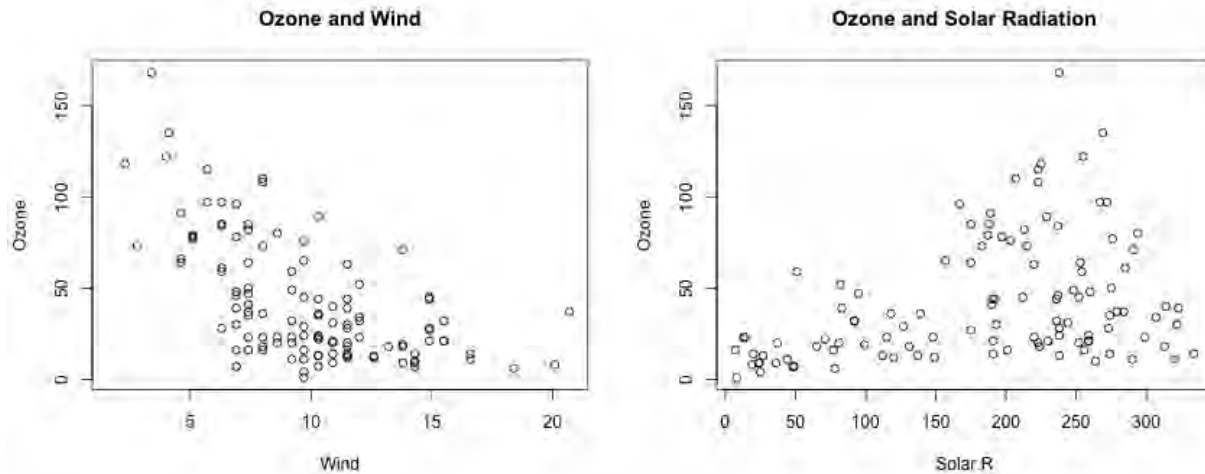 Ozone and Wind
Ozone
0 50 100 150
5 10 15 20
Wind
Ozone and Solar Radiation
Ozone
0 50 100 150
0 50 100 150 200 250 300
Solar.R